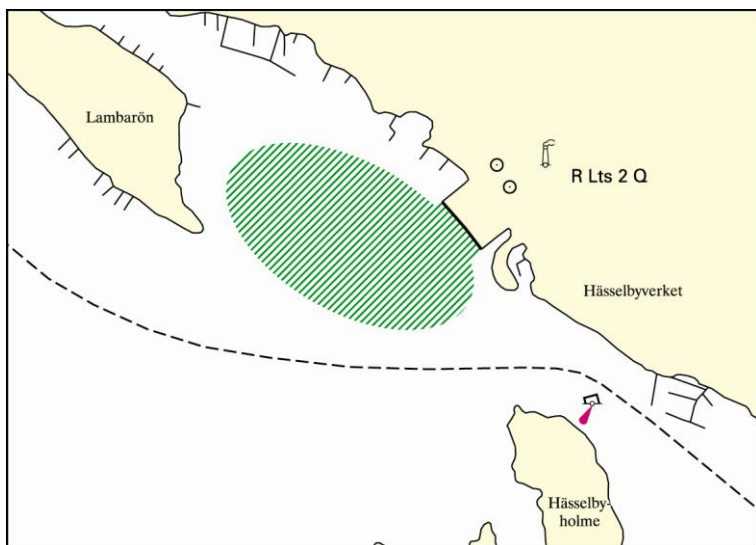 Lambarön
R Lts 2 Q
Hässelbyverket
Hässelby-
holme